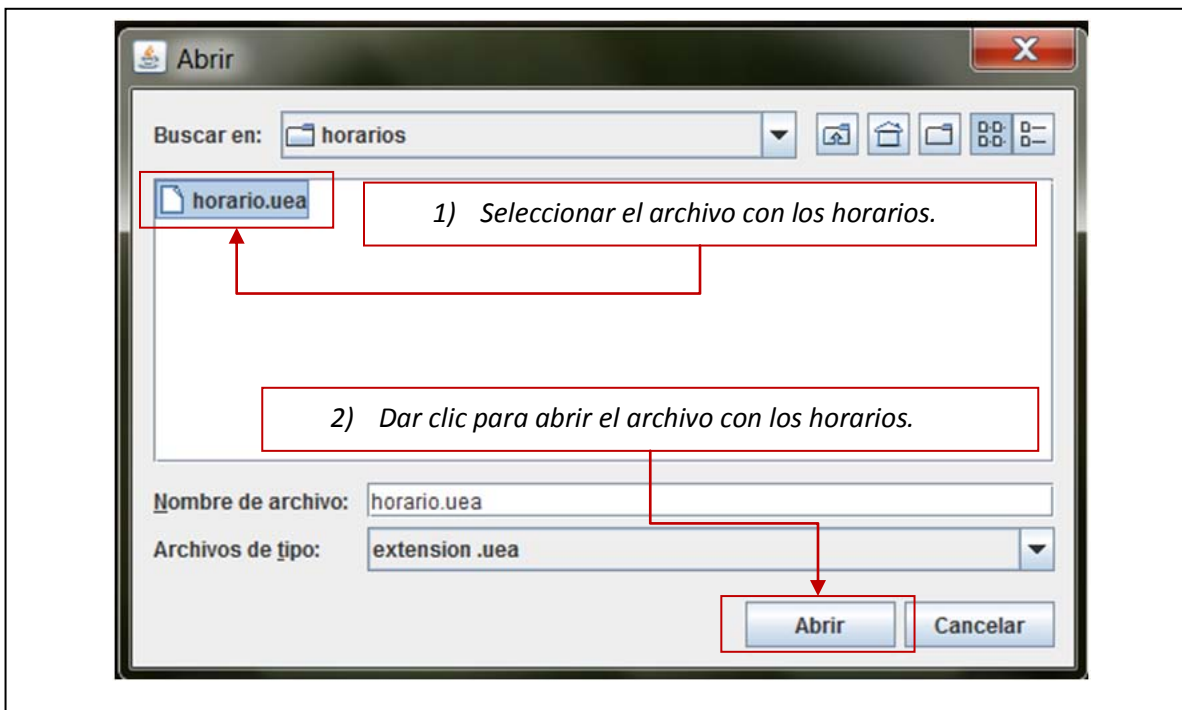 Abrir
Buscar en: horarios
horario.uea
1) Seleccionar el archivo con los horarios.
2) Dar clic para abrir el archivo con los horarios.
Nombre de archivo: horario.uea
Archivos de tipo: extension .uea
Abrir Cancelar